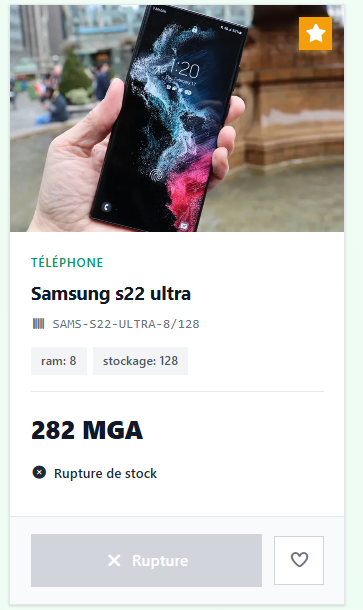 1:20
TÉLÉPHONE
Samsung s22 ultra
SAMS-S22-ULTRA-8/128
ram: 8
stockage: 128
282 MGA
Rupture de stock
Rupture